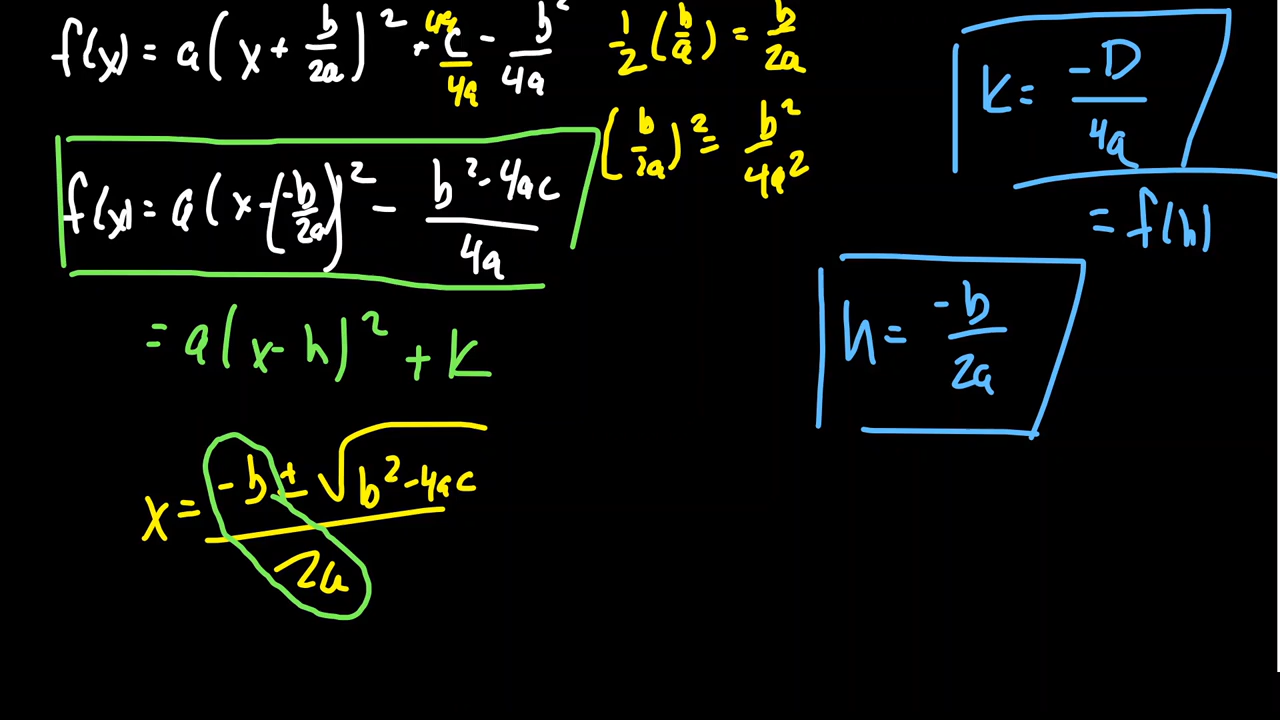 f(x) = a(x + b/2a)² + 4a c/4a - b²/4a
f(x) = a(x - (-b/2a))² - b² - 4ac/4a
= a(x - h)² + k
x = -b ± √b² - 4ac/2a
1/2 (b/a) = b/2a
(b/2a)² = b²/4a²
k = -D/4a
= f(h)
h = -b/2a